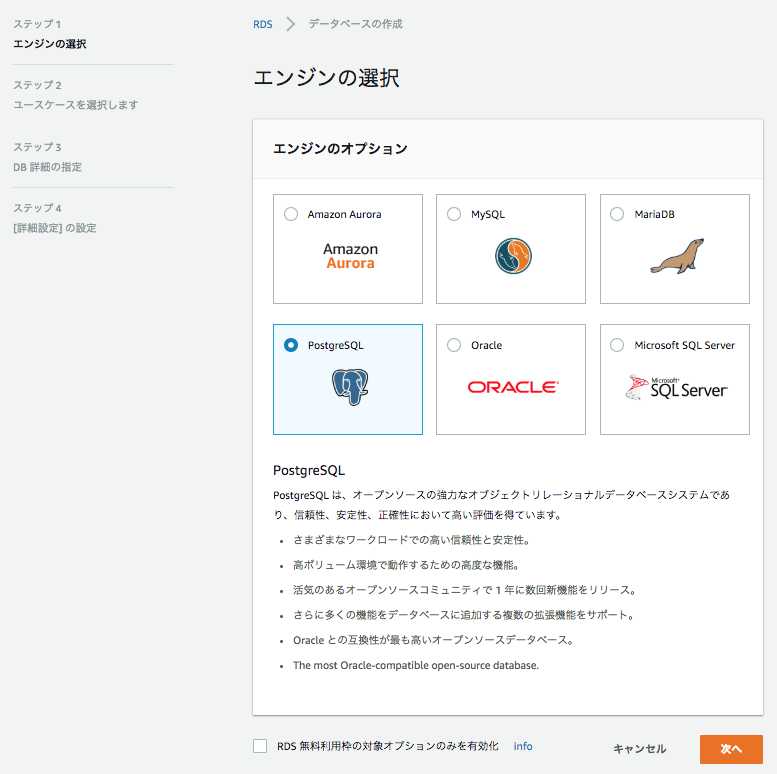 ステップ 1
エンジンの選択
ステップ 2
ユースケースを選択します
ステップ 3
DB 詳細の指定
ステップ 4
[詳細設定] の設定
RDS
データベースの作成
エンジンの選択
エンジンのオプション
Amazon Aurora
Amazon
Aurora
MySQL
MariaDB
PostgreSQL
Oracle
ORACLE
Microsoft SQL Server
Microsoft
SQL Server
PostgreSQL
PostgreSQL は、オープンソースの強力なオブジェクトリレーショナルデータベースシステムであ
り、信頼性、安定性、正確性において高い評価を得ています。
さまざまなワークロードでの高い信頼性と安定性。
高ボリューム環境で動作するための高度な機能。
活気のあるオープンソースコミュニティで 1 年に数回新機能をリリース。
さらに多くの機能をデータベースに追加する複数の拡張機能をサポート。
Oracle との互換性が最も高いオープンソースデータベース。
The most Oracle-compatible open-source database.
RDS 無料利用枠の対象オプションのみを有効化 info
キャンセル
次へ